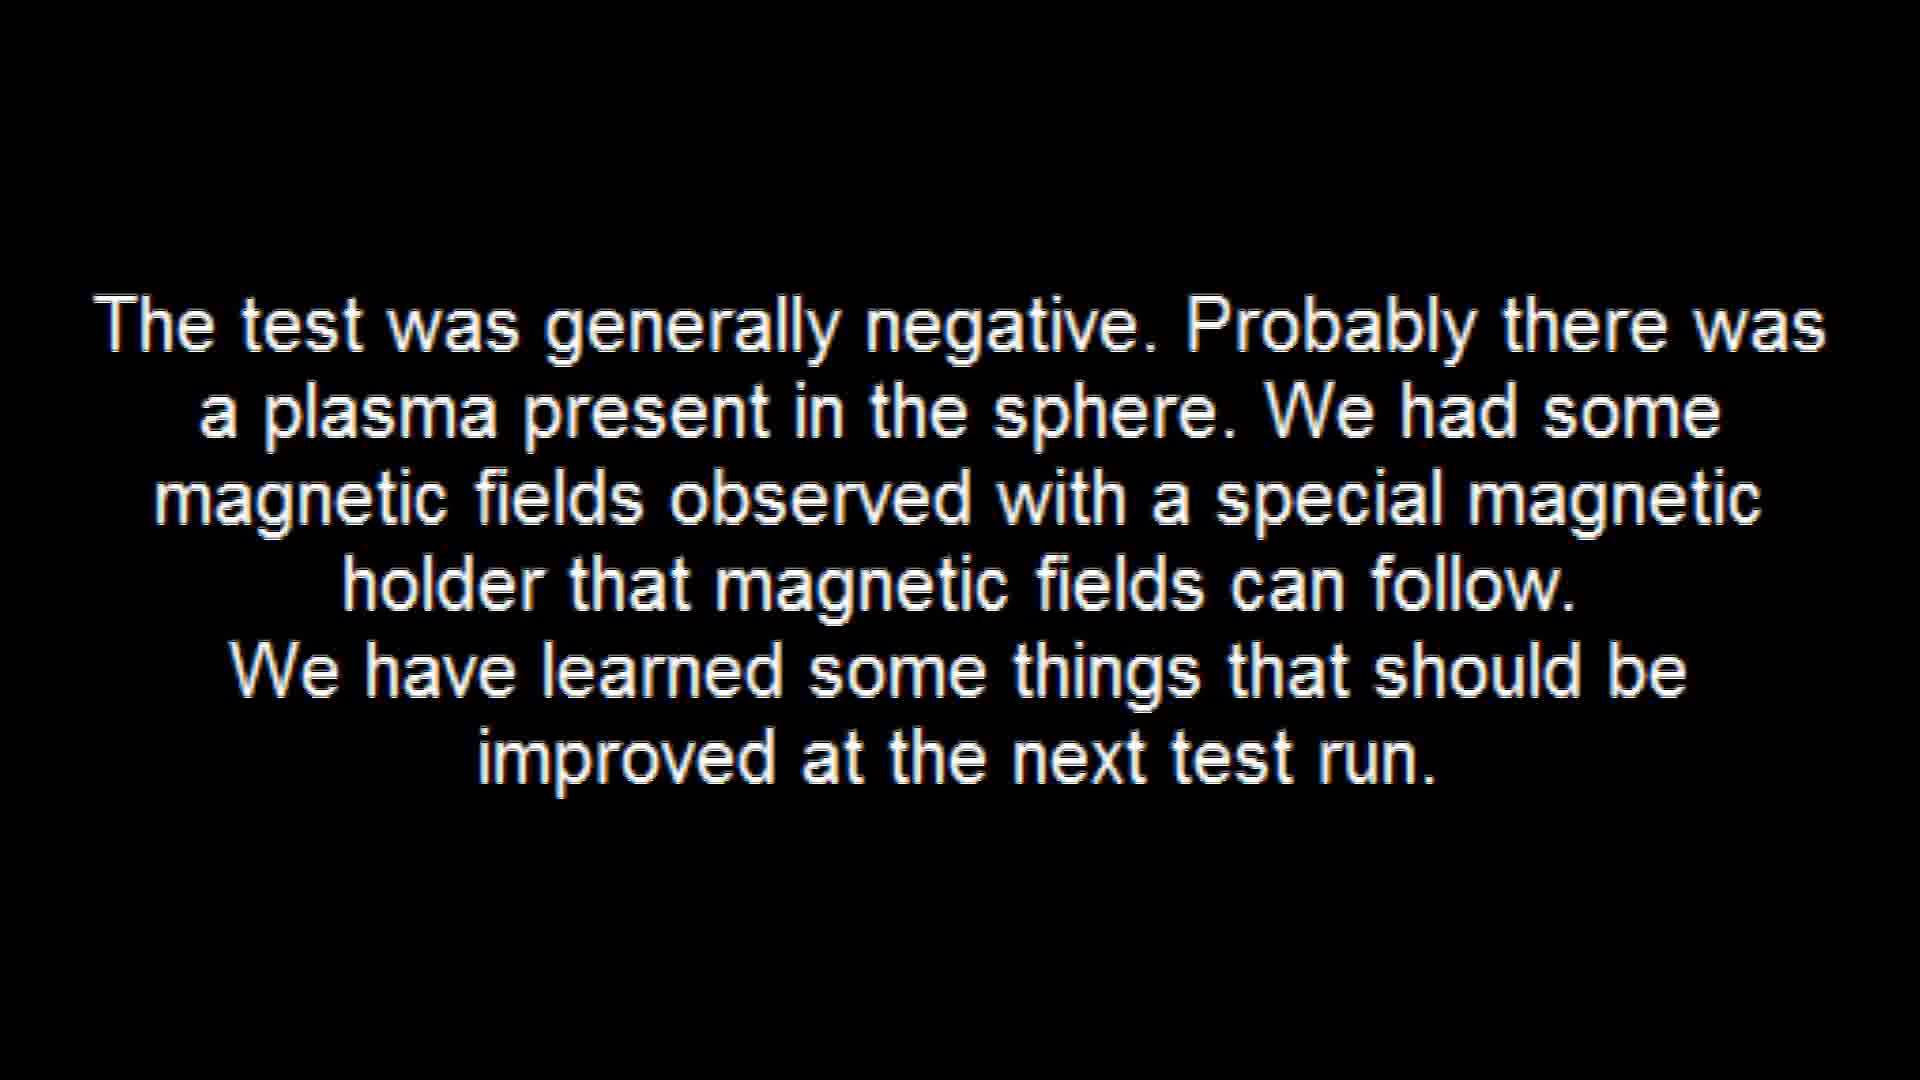 The test was generally negative. Probably there was
a plasma present in the sphere. We had some
magnetic fields observed with a special magnetic
holder that magnetic fields can follow.
We have learned some things that should be
improved at the next test run.